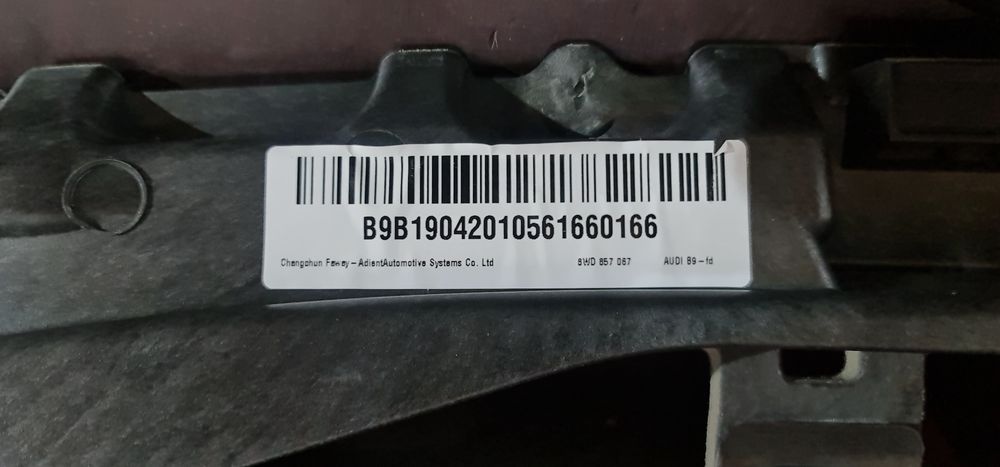 B9B19042010561660166
Changchun Faway-AdientAutomotive Systems Co. Ltd 8WD 857 067 AUDI B9-fd